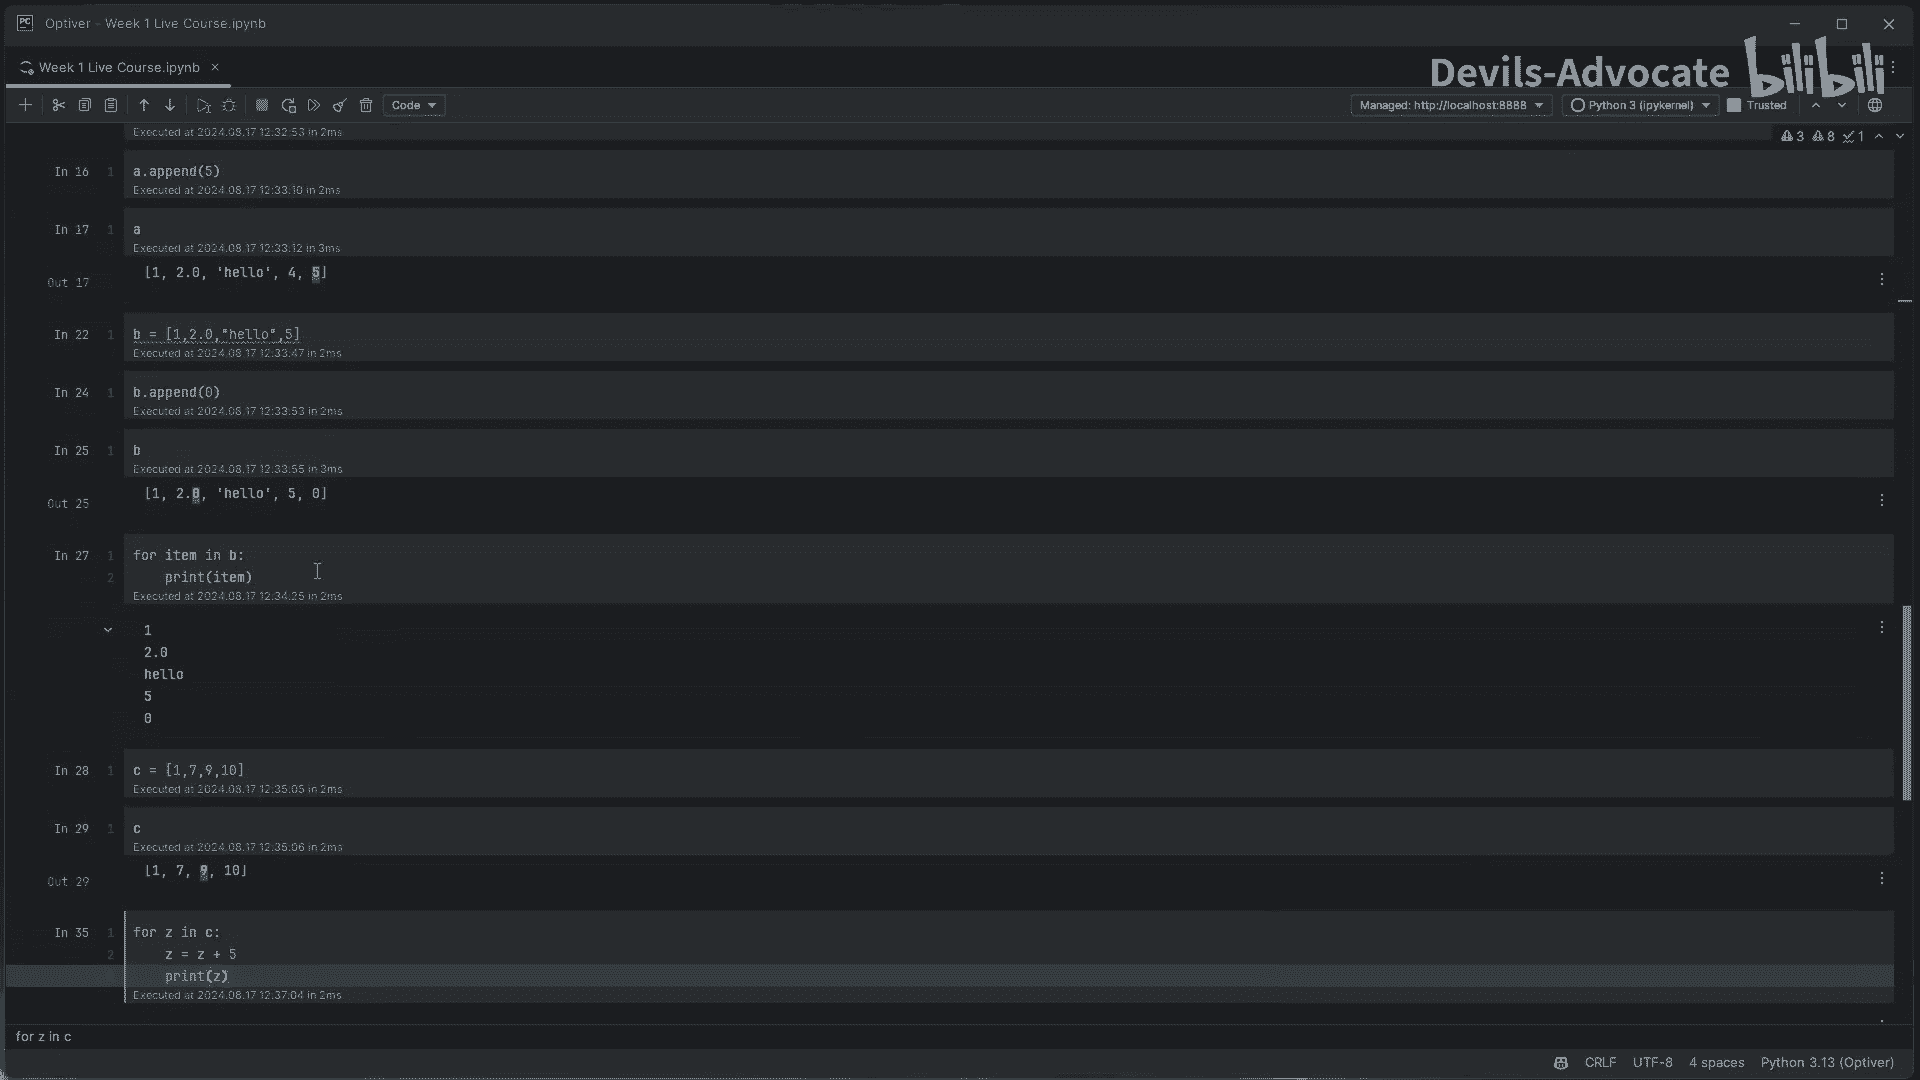 PC Optiver - Week 1 Live Course.ipynb
Week 1 Live Course.ipynb
Devils-Advocate bilibili
Code
Managed: http://localhost:8888
Python 3 (ipykernel)
Trusted
Executed at 2024.08.17 12:32:53 in 2ms
3 8 1
In 16 1 a.append(5)
Executed at 2024.08.17 12:33:10 in 2ms
In 17 1 a
Executed at 2024.08.17 12:33:12 in 3ms
Out 17 [1, 2.0, 'hello', 4, 5]
In 22 1 b = [1,2.0,"hello",5]
Executed at 2024.08.17 12:33:47 in 2ms
In 24 1 b.append(0)
Executed at 2024.08.17 12:33:53 in 2ms
In 25 1 b
Executed at 2024.08.17 12:33:55 in 3ms
Out 25 [1, 2.0, 'hello', 5, 0]
In 27 1 for item in b:
2 print(item)
Executed at 2024.08.17 12:34:25 in 2ms
1
2.0
hello
5
0
In 28 1 c = [1,7,9,10]
Executed at 2024.08.17 12:35:05 in 2ms
In 29 1 c
Executed at 2024.08.17 12:35:06 in 2ms
Out 29 [1, 7, 9, 10]
In 35 1 for z in c:
2 z = z + 5
print(z)
Executed at 2024.08.17 12:37:04 in 2ms
for z in c
CRLF UTF-8 4 spaces Python 3.13 (Optiver)